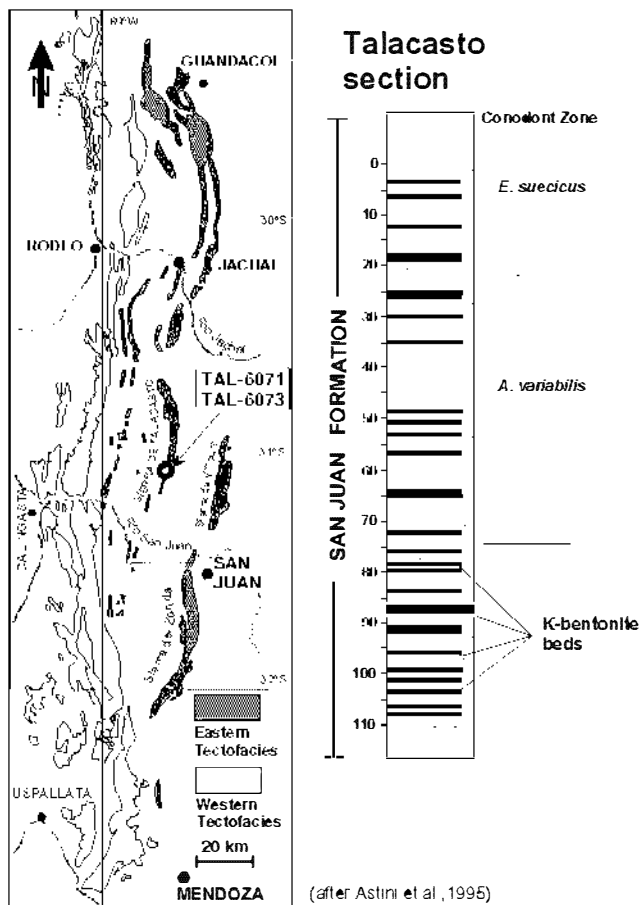 Talacasto
section
GUANDACOL
N
30°S
RODEO
JACHAL
TAL-6071
TAL-6073
31°S
SAN
JUAN
Eastern
Tectofacies
Western
Tectofacies
USPALLATA
20 km
MENDOZA
Conodont Zone
E. suecicus
A. variabilis
K-bentonite
beds
SAN JUAN FORMATION
0
10
20
30
40
50
60
70
80
90
100
110
(after Astini et al, 1995)